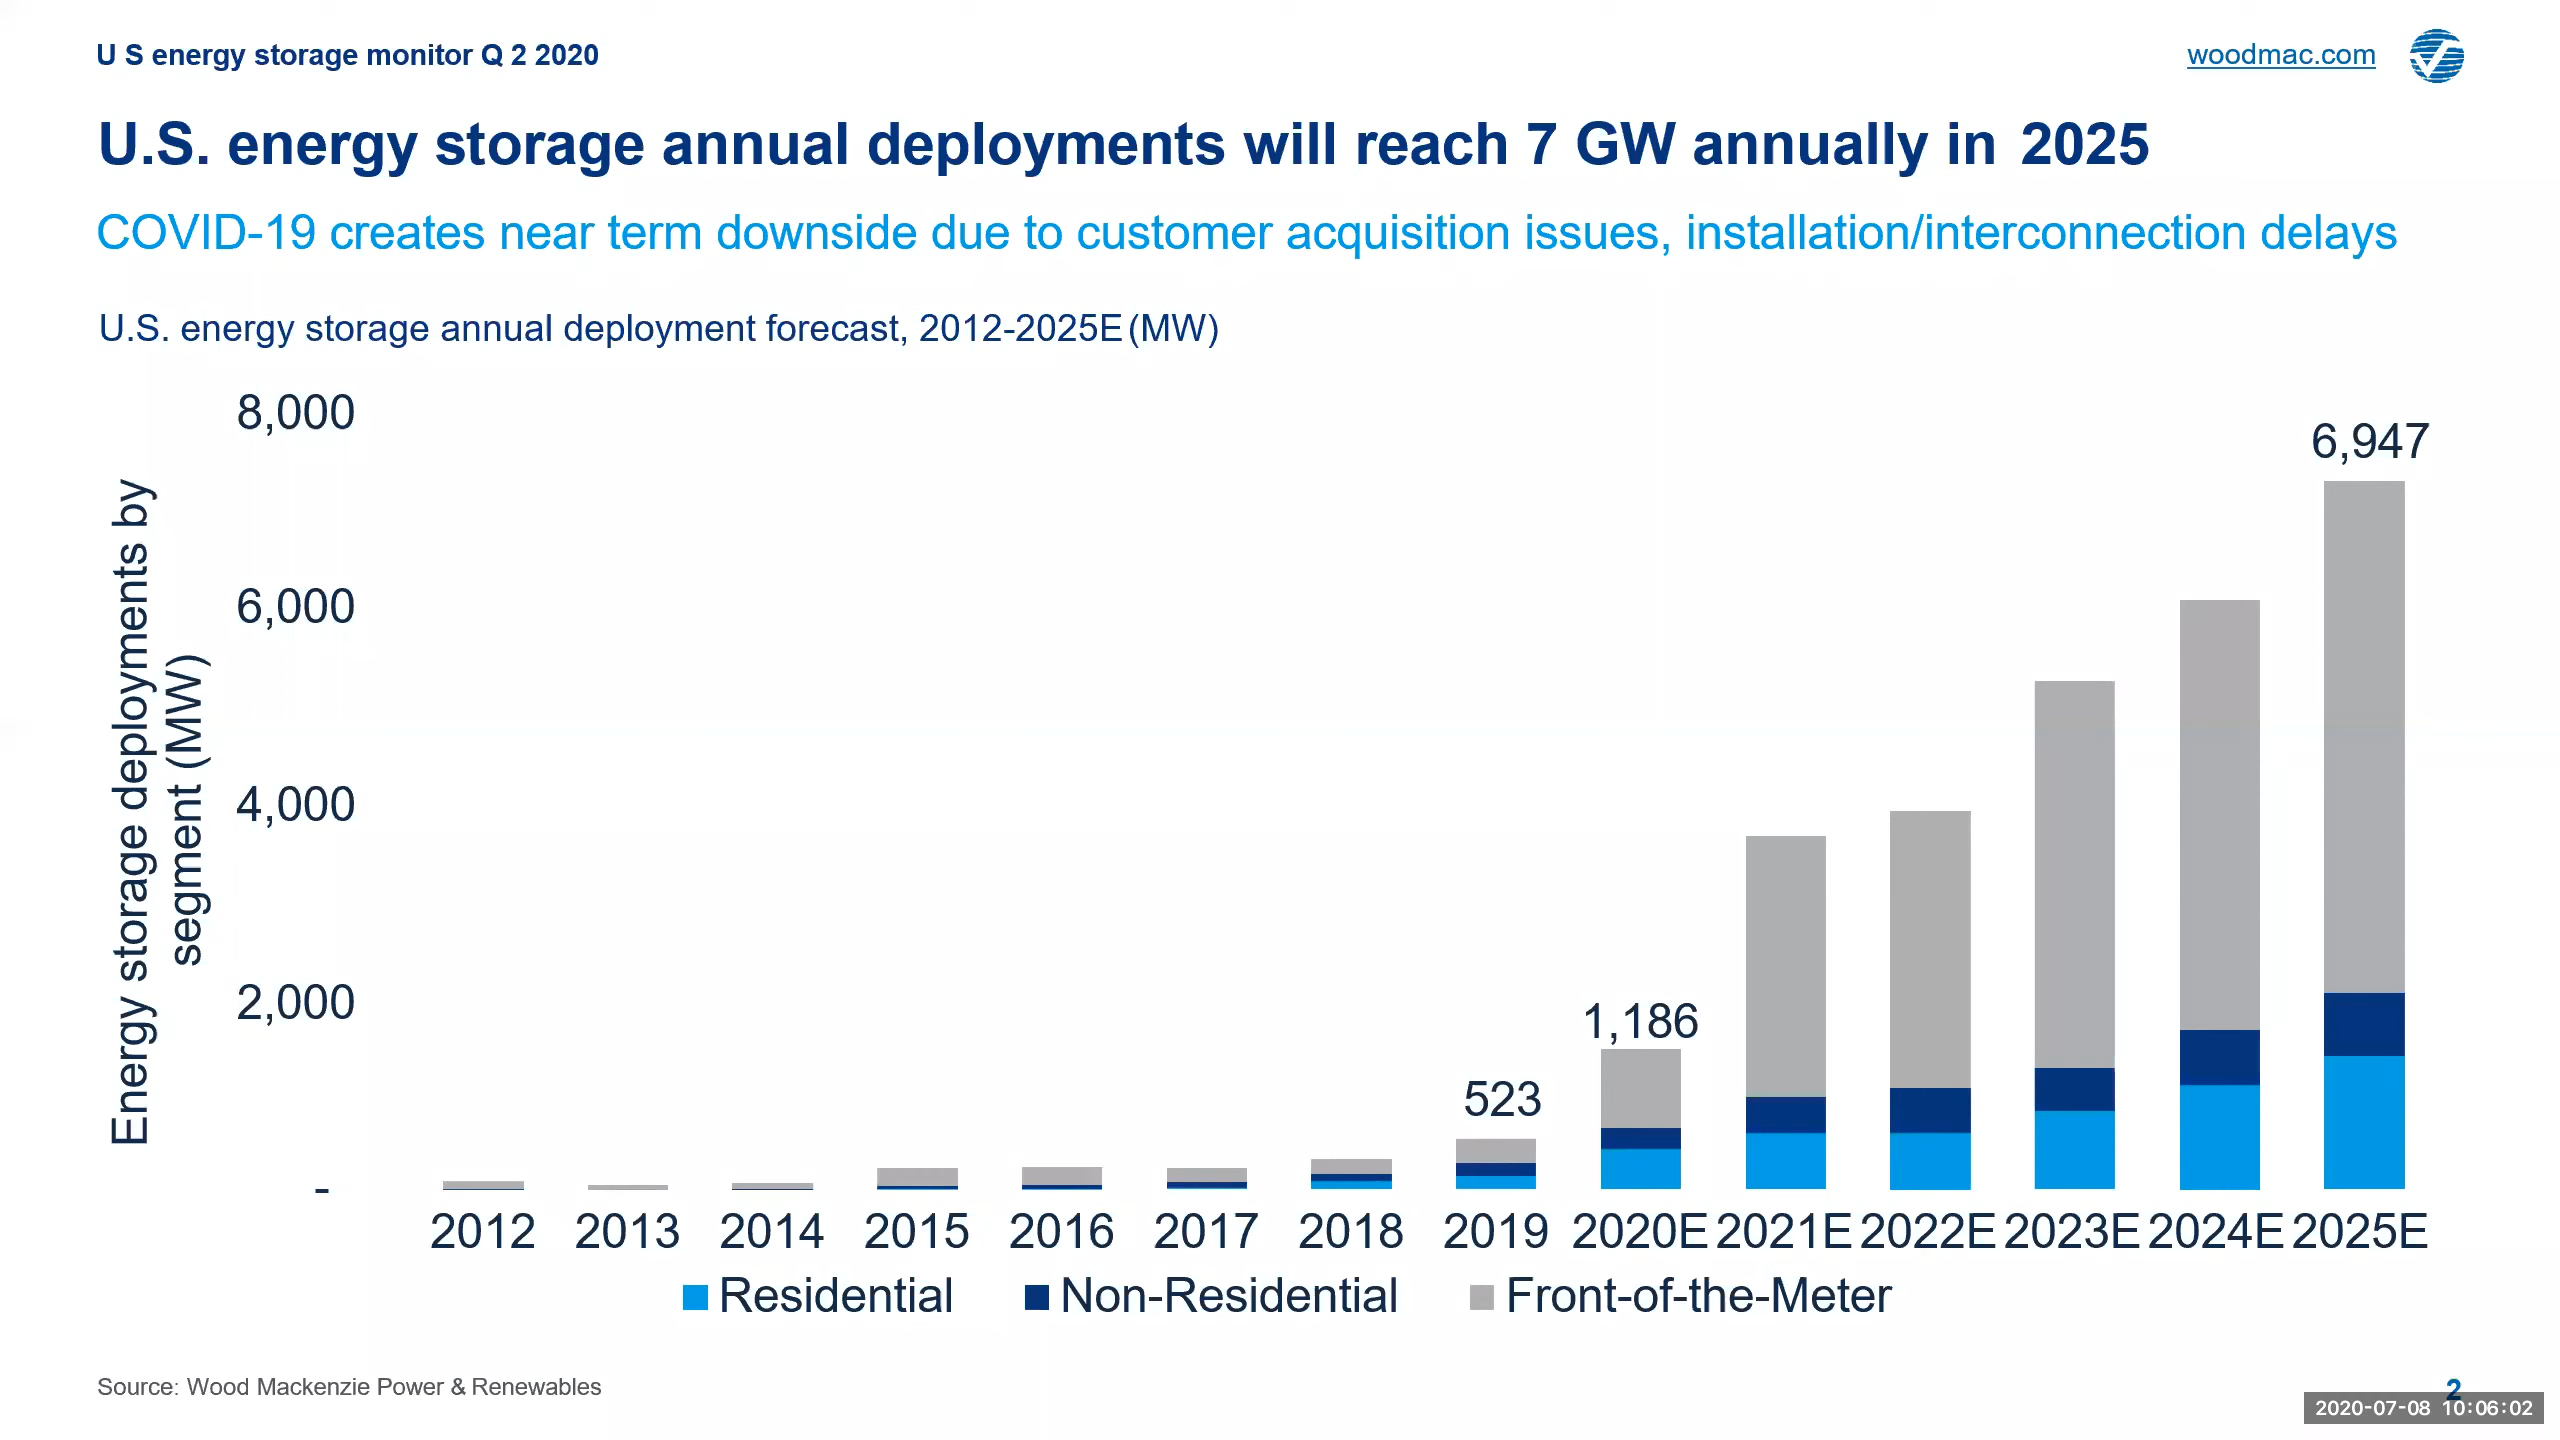 U S energy storage monitor Q 2 2020
woodmac.com
U.S. energy storage annual deployments will reach 7 GW annually in 2025
COVID-19 creates near term downside due to customer acquisition issues, installation/interconnection delays
U.S. energy storage annual deployment forecast, 2012-2025E (MW)
Energy storage deployments by
segment (MW)
8,000
6,000
4,000
2,000
-
523
1,186
6,947
2012 2013 2014 2015 2016 2017 2018 2019 2020E 2021E 2022E 2023E 2024E 2025E
Residential Non-Residential Front-of-the-Meter
Source: Wood Mackenzie Power & Renewables
2
2020-07-08 10:06:02